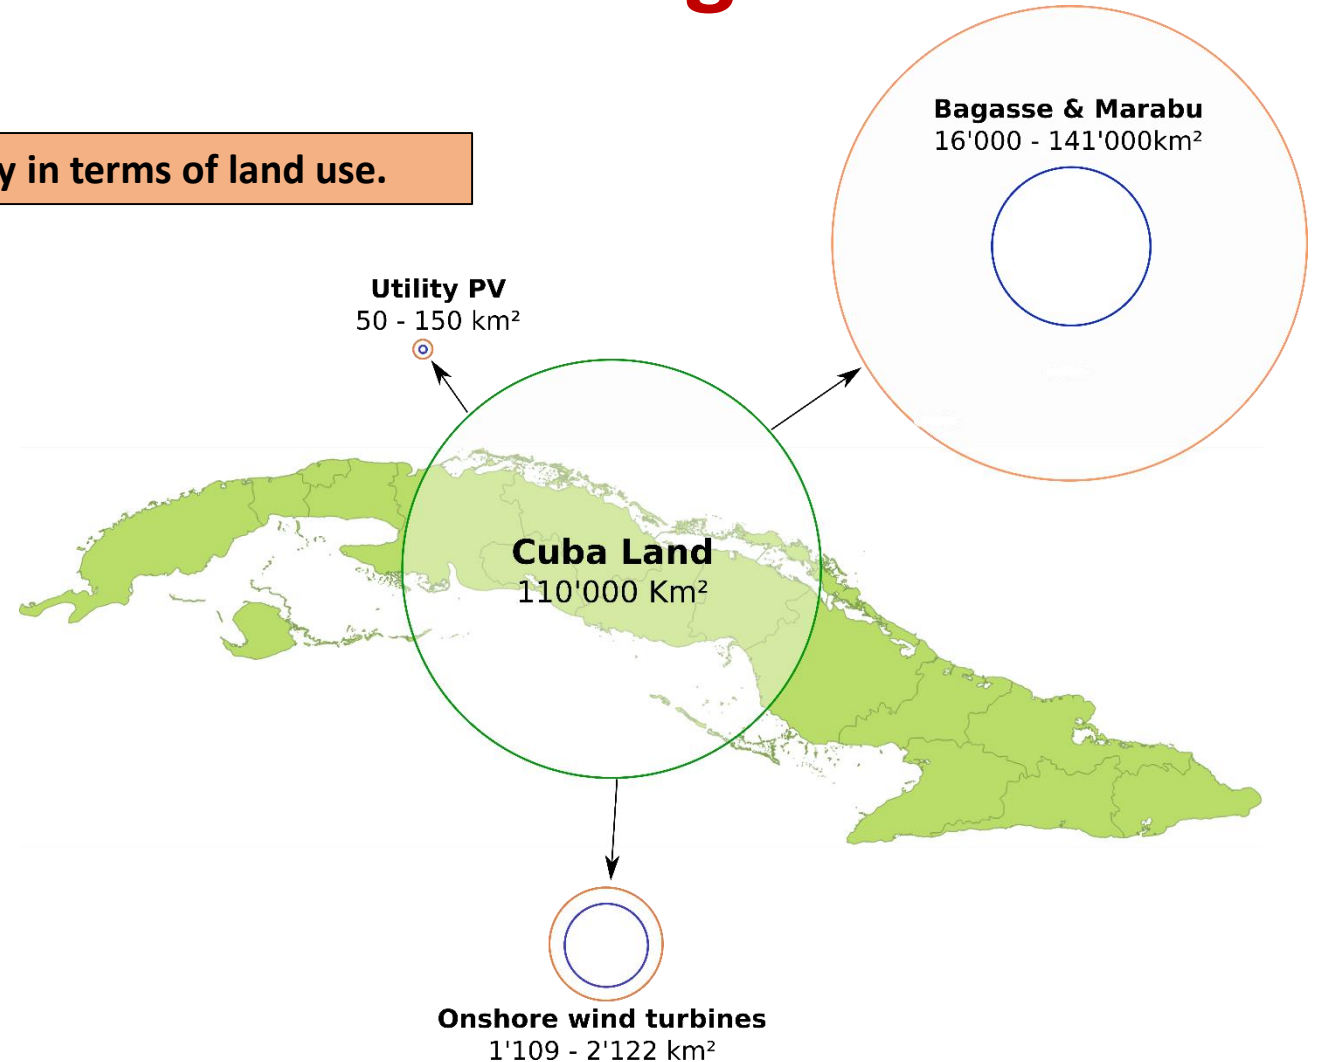 g
y in terms of land use.
Bagasse & Marabu
16'000 - 141'000km²
Utility PV
50 - 150 km²
Cuba Land
110'000 Km²
Onshore wind turbines
1'109 - 2'122 km²